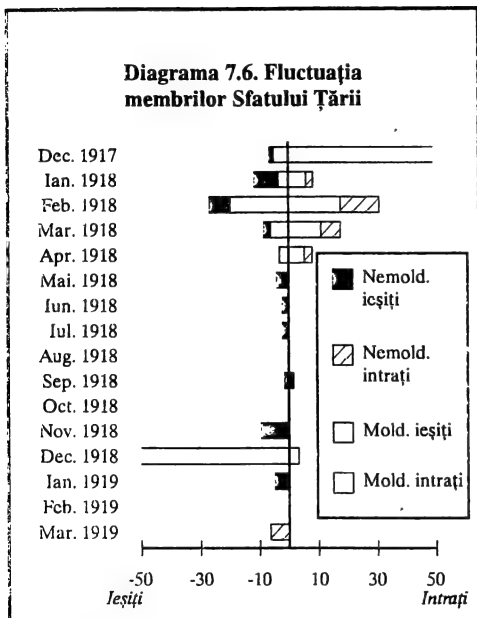 Diagrama 7.6. Fluctuația
membrilor Sfatului Țării
Dec. 1917
Ian. 1918
Feb. 1918
Mar. 1918
Apr. 1918
Mai. 1918
Iun. 1918
Iul. 1918
Aug. 1918
Sep. 1918
Oct. 1918
Nov. 1918
Dec. 1918
Ian. 1919
Feb. 1919
Mar. 1919
Nemold.
ieșiți
Nemold.
intrați
Mold. ieșiți
Mold. intrați
-50 -30 -10 10 30 50
Ieșiți Intrați